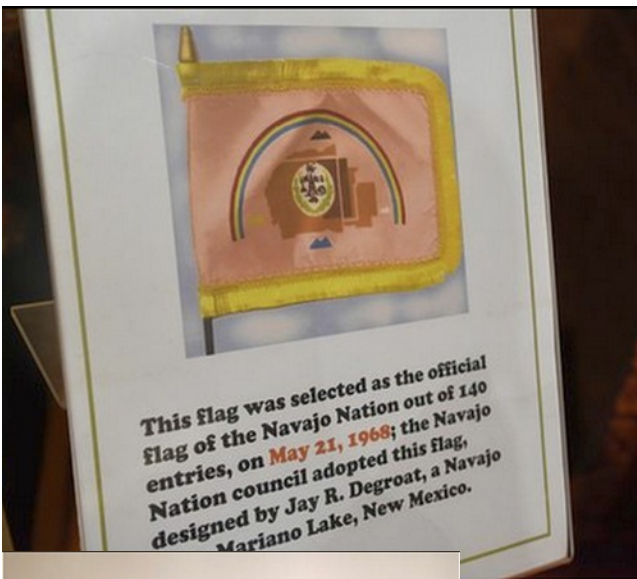 This flag was selected as the official
flag of the Navajo Nation out of 140
entries, on May 21, 1968; the Navajo
Nation council adopted this flag,
designed by Jay R. Degroat, a Navajo
Mariano Lake, New Mexico.